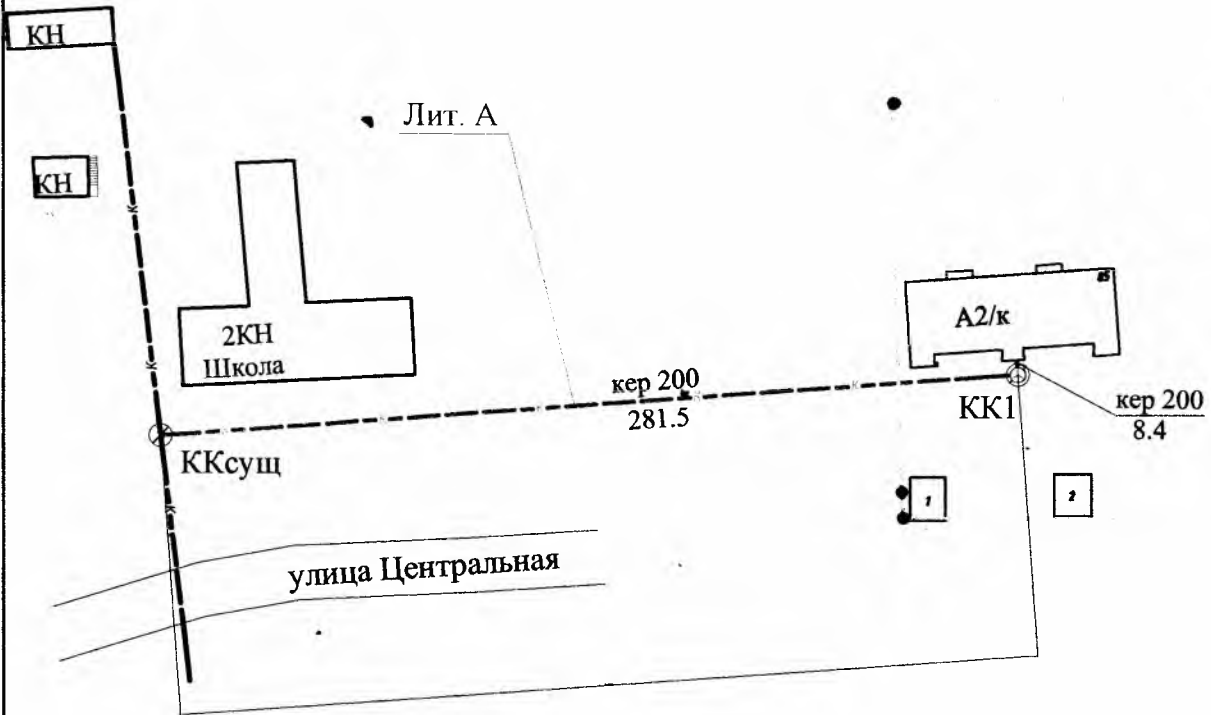 КН
Лит. А
КН
2КН
Школа
А2/к
кер 200
281.5
КК1
кер 200
8.4
ККсущ
1
2
улица Центральная